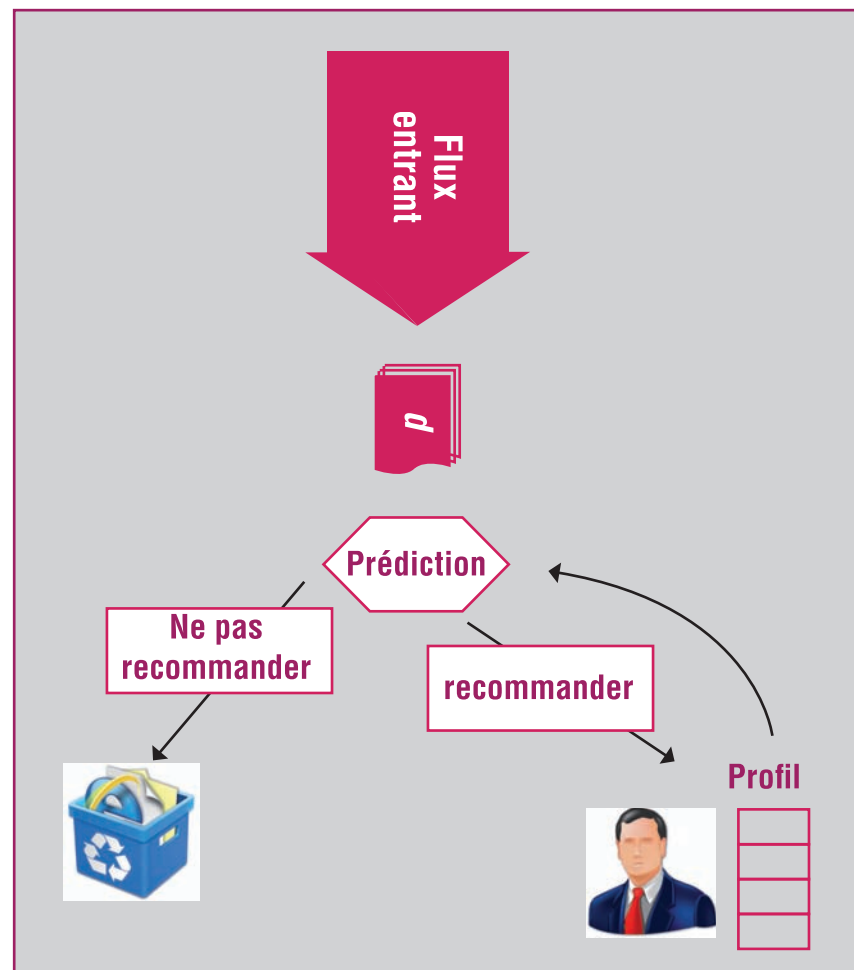 Flux
entrant
d
Prédiction
Ne pas
recommander
recommander
Profil